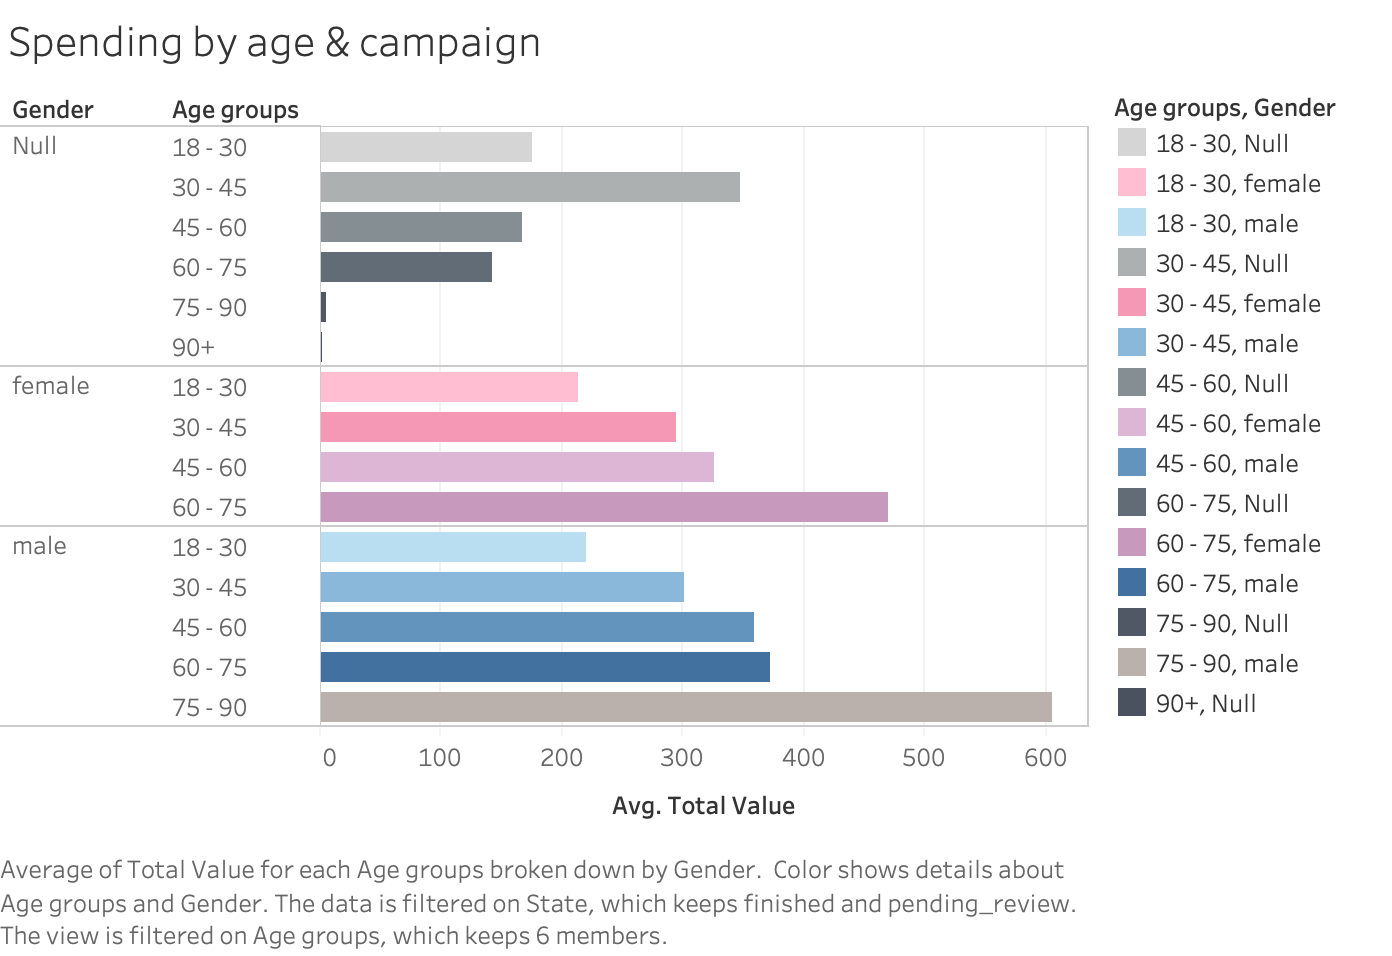 Spending by age & campaign
Gender Age groups
Null 18 - 30
30 - 45
45 - 60
60 - 75
75 - 90
90+
female 18 - 30
30 - 45
45 - 60
60 - 75
male 18 - 30
30 - 45
45 - 60
60 - 75
75 - 90
0 100 200 300 400 500 600
Avg. Total Value
Age groups, Gender
18 - 30, Null
18 - 30, female
18 - 30, male
30 - 45, Null
30 - 45, female
30 - 45, male
45 - 60, Null
45 - 60, female
45 - 60, male
60 - 75, Null
60 - 75, female
60 - 75, male
75 - 90, Null
75 - 90, male
90+, Null
Average of Total Value for each Age groups broken down by Gender.  Color shows details about
Age groups and Gender. The data is filtered on State, which keeps finished and pending_review.
The view is filtered on Age groups, which keeps 6 members.